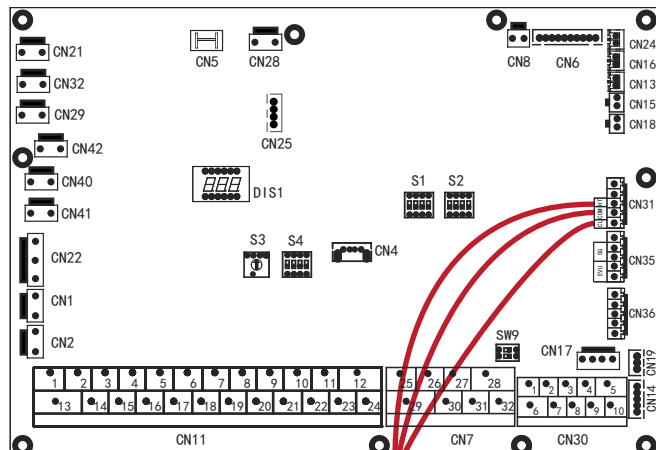 CN21
CN5
CN28
CN8
CN6
CN24
CN32
CN16
CN13
CN29
CN15
CN18
CN42
CN25
CN40
DIS1
S1
S2
CN31
CN41
CN22
S3
S4
CN4
SG
EVU
CN35
CN1
CN36
CN2
SW9
CN17
CN19
1 2 3 4 5 6 7 8 9 10 11 12
13 14 15 16 17 18 19 20 21 22 23 24
25 26 27 28
29 30 31 32
1 2 3 4 5
6 7 8 9 10
CN14
CN11
CN7
CN30